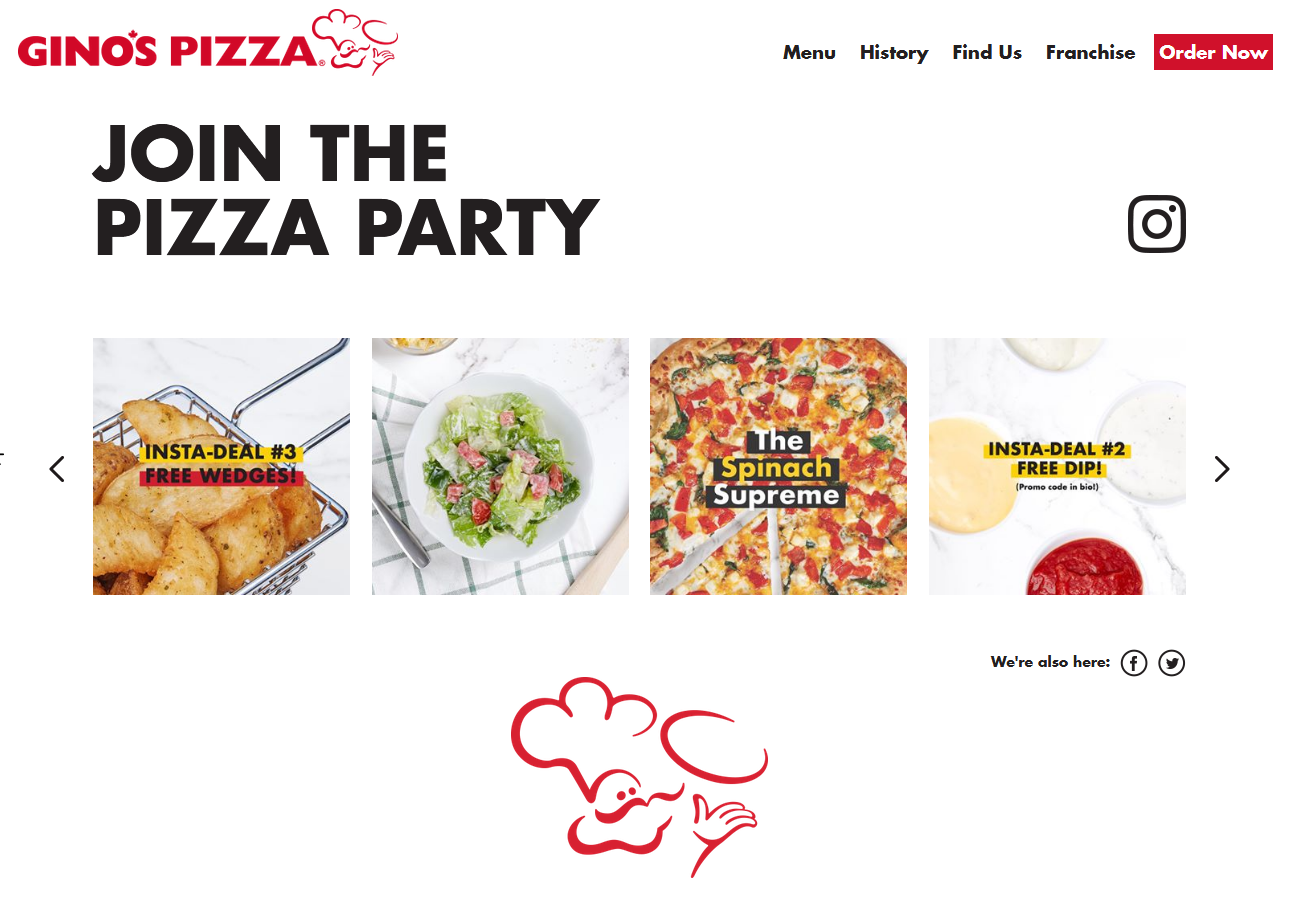 GINO'S PIZZA®
Menu
History
Find Us
Franchise
Order Now
JOIN THE
PIZZA PARTY
INSTA-DEAL #3
FREE WEDGES!
The
Spinach
Supreme
INSTA-DEAL #2
FREE DIP!
(Promo code in bio!)
We're also here: